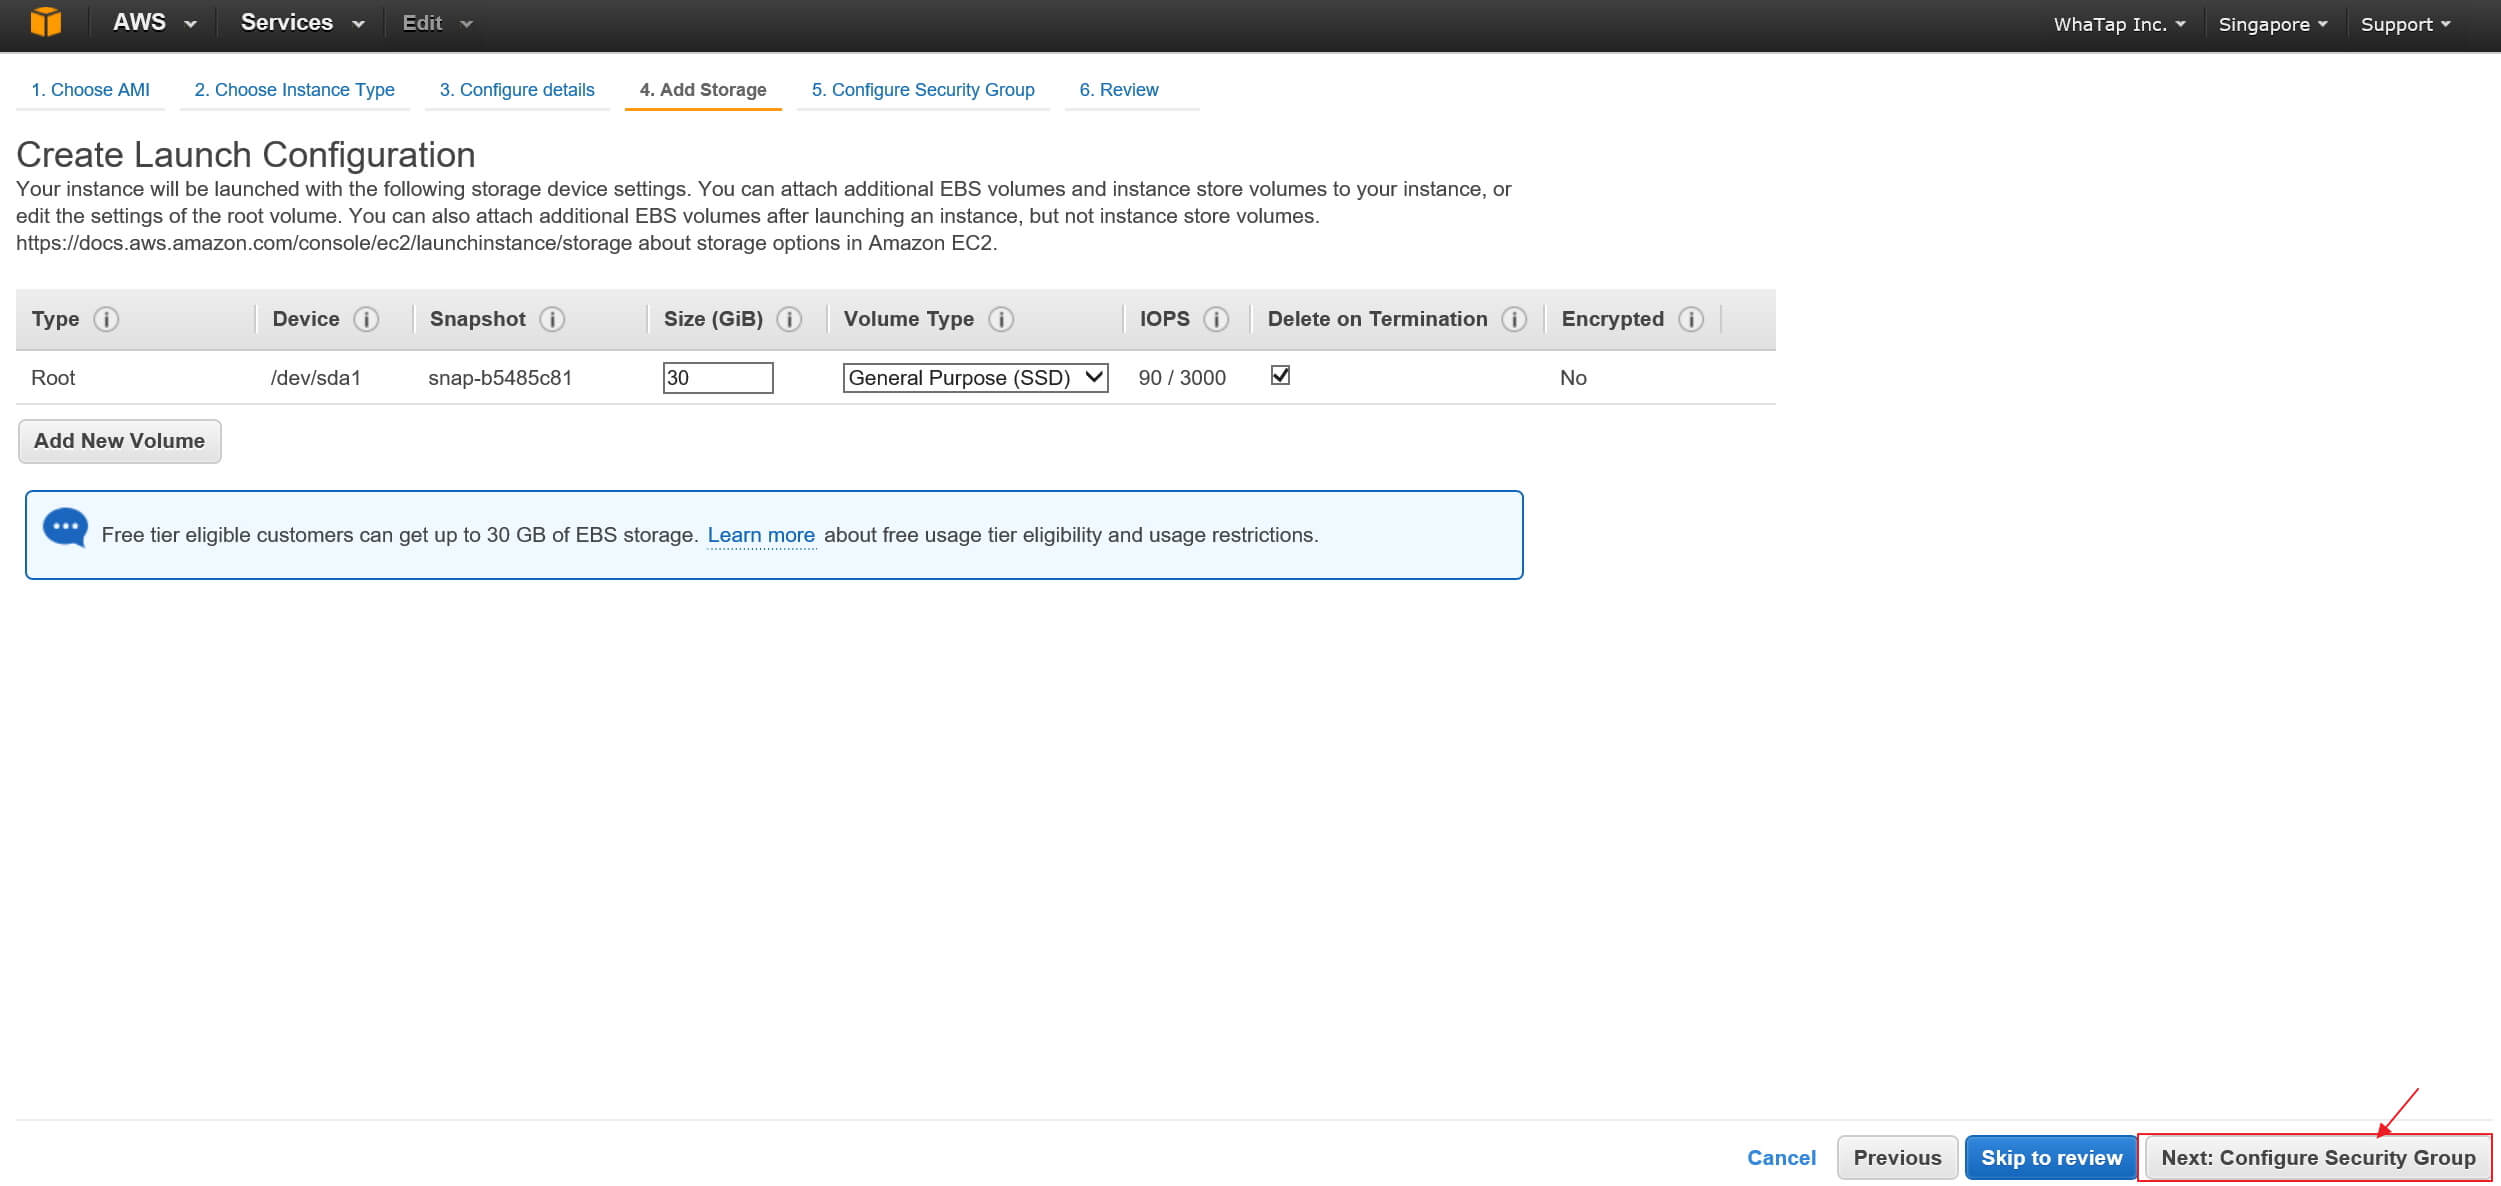 AWS Services Edit WhaTap Inc. Singapore Support
1. Choose AMI 2. Choose Instance Type 3. Configure details 4. Add Storage 5. Configure Security Group 6. Review
Create Launch Configuration
Your instance will be launched with the following storage device settings. You can attach additional EBS volumes and instance store volumes to your instance, or
edit the settings of the root volume. You can also attach additional EBS volumes after launching an instance, but not instance store volumes.
https://docs.aws.amazon.com/console/ec2/launchinstance/storage about storage options in Amazon EC2.
Type i Device i Snapshot i Size (GiB) i Volume Type i IOPS i Delete on Termination i Encrypted i
Root /dev/sda1 snap-b5485c81 30 General Purpose (SSD) 90 / 3000 No
Add New Volume
Free tier eligible customers can get up to 30 GB of EBS storage. Learn more about free usage tier eligibility and usage restrictions.
Cancel Previous Skip to review Next: Configure Security Group